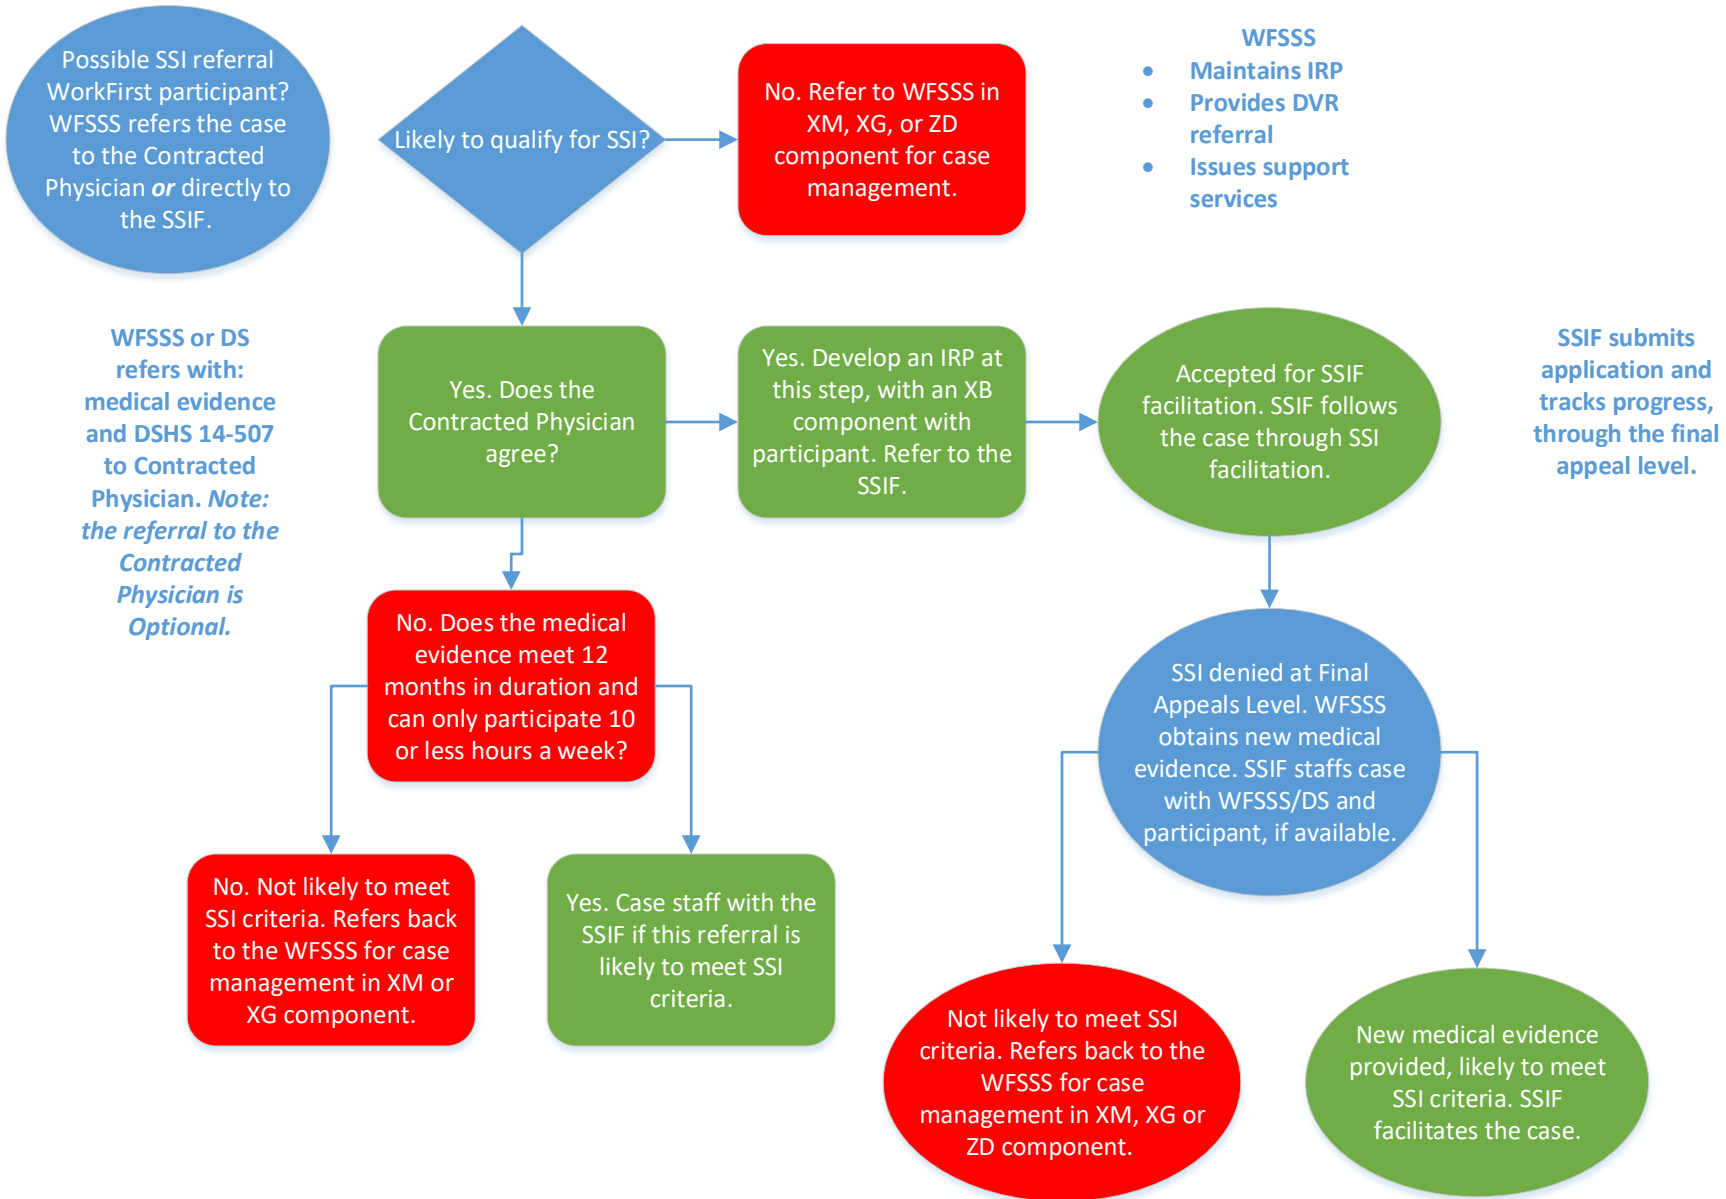 Possible SSI referral
WorkFirst participant?
WFSSS refers the case
to the Contracted
Physician or directly to
the SSIF.
Likely to qualify for SSI?
No. Refer to WFSSS in
XM, XG, or ZD
component for case
management.
WFSSS
• Maintains IRP
• Provides DVR
referral
• Issues support
services
WFSSS or DS
refers with:
medical evidence
and DSHS 14-507
to Contracted
Physician. Note:
the referral to the
Contracted
Physician is
Optional.
Yes. Does the
Contracted Physician
agree?
Yes. Develop an IRP at
this step, with an XB
component with
participant. Refer to the
SSIF.
Accepted for SSIF
facilitation. SSIF follows
the case through SSI
facilitation.
SSIF submits
application and
tracks progress,
through the final
appeal level.
No. Does the medical
evidence meet 12
months in duration and
can only participate 10
or less hours a week?
SSI denied at Final
Appeals Level. WFSSS
obtains new medical
evidence. SSIF staffs case
with WFSSS/DS and
participant, if available.
No. Not likely to meet
SSI criteria. Refers back
to the WFSSS for case
management in XM or
XG component.
Yes. Case staff with the
SSIF if this referral is
likely to meet SSI
criteria.
Not likely to meet SSI
criteria. Refers back to the
WFSSS for case
management in XM, XG or
ZD component.
New medical evidence
provided, likely to meet
SSI criteria. SSIF
facilitates the case.